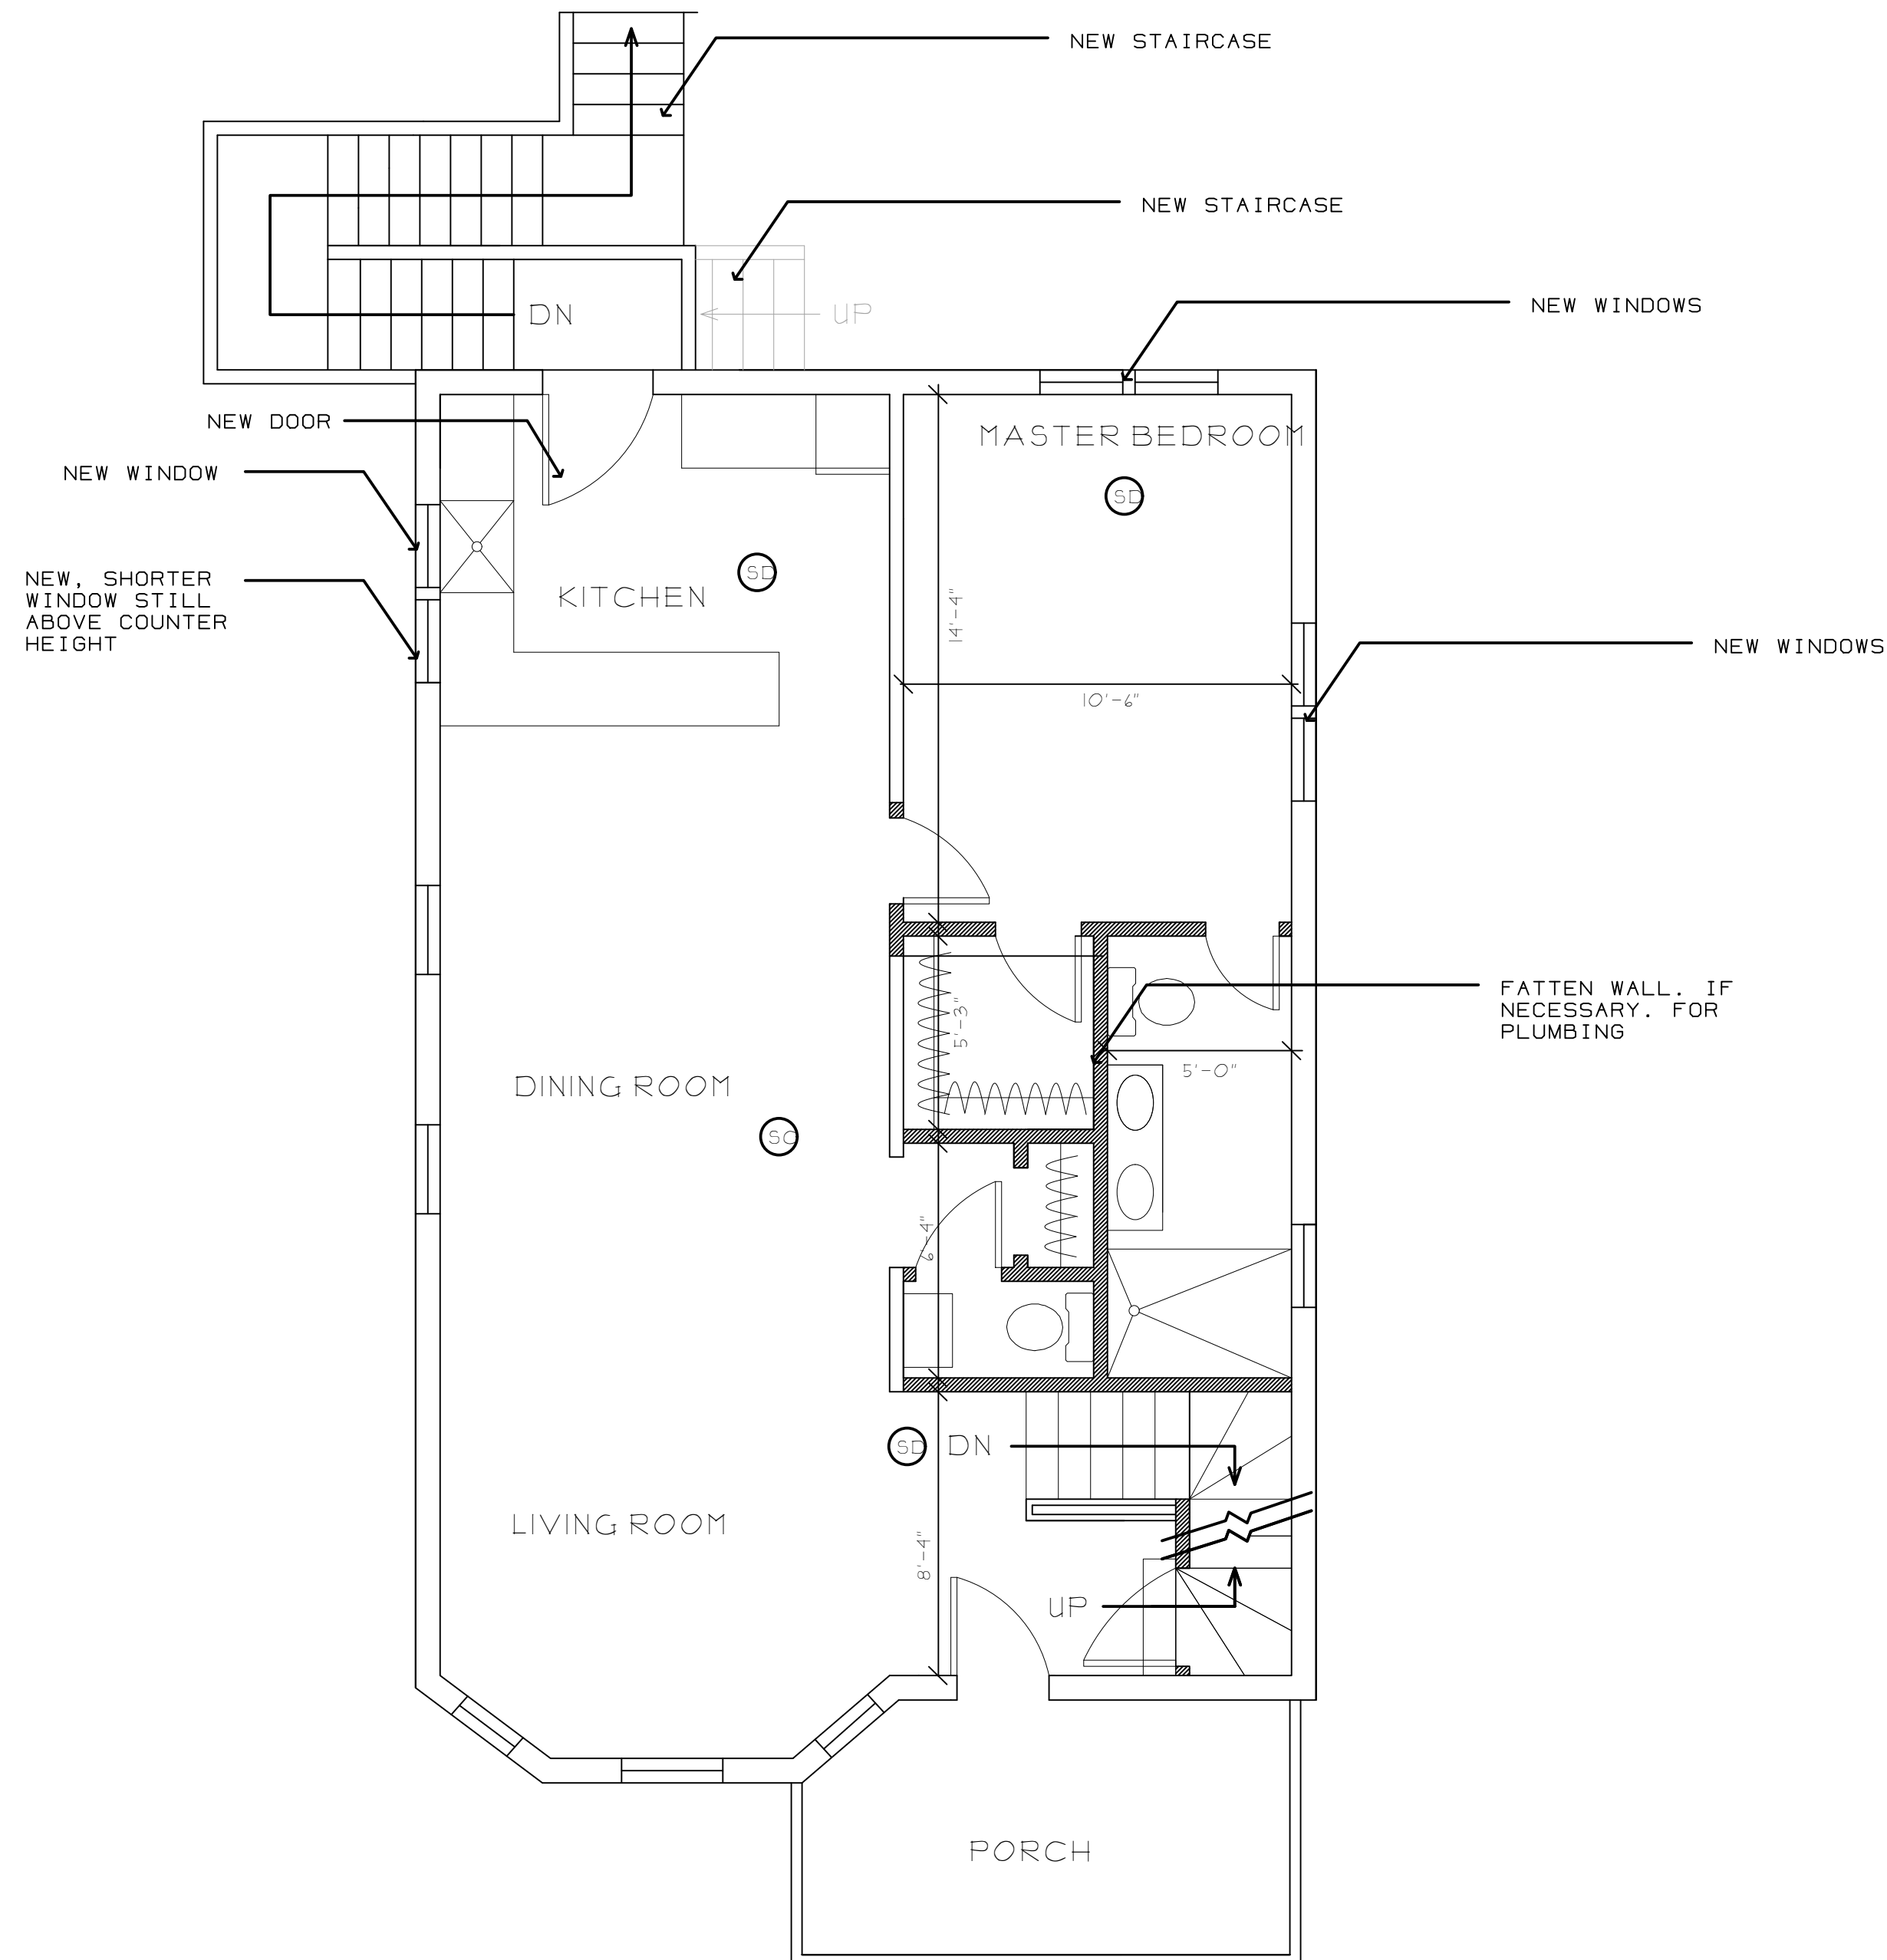 NEW STAIRCASE
NEW STAIRCASE
NEW WINDOWS
DN
UP
NEW DOOR
MASTER BEDROOM
NEW WINDOW
SD
SD
NEW, SHORTER
WINDOW STILL
ABOVE COUNTER
HEIGHT
KITCHEN
14'-4"
NEW WINDOWS
10'-6"
FATTEN WALL. IF
NECESSARY. FOR
PLUMBING
5'-3"
5'-0"
DINING ROOM
SC
6'-4"
SD
DN
LIVING ROOM
8'-4"
UP
PORCH